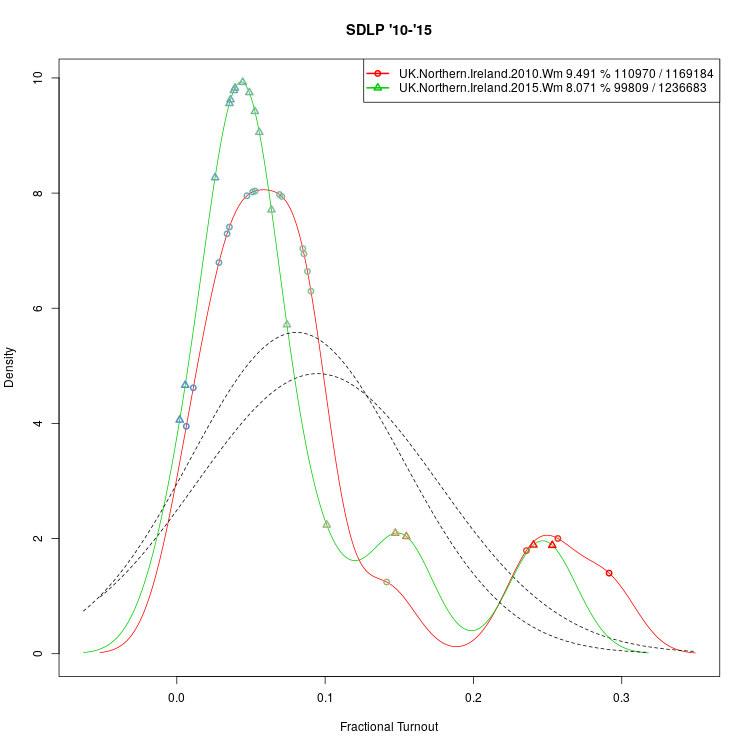 SDLP '10-'15
UK.Northern.Ireland.2010.Wm 9.491 % 110970 / 1169184
UK.Northern.Ireland.2015.Wm 8.071 % 99809 / 1236683
10
8
6
4
2
0
Density
0.0 0.1 0.2 0.3
Fractional Turnout